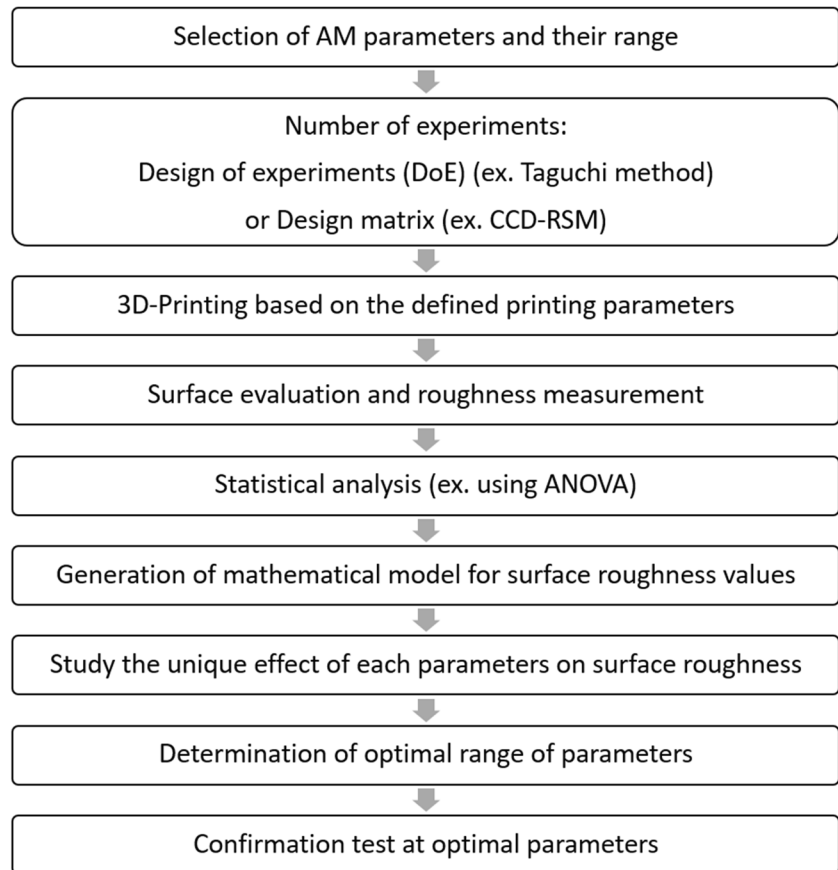 Selection of AM parameters and their range
Number of experiments:
Design of experiments (DoE) (ex. Taguchi method)
or Design matrix (ex. CCD-RSM)
3D-Printing based on the defined printing parameters
Surface evaluation and roughness measurement
Statistical analysis (ex. using ANOVA)
Generation of mathematical model for surface roughness values
Study the unique effect of each parameters on surface roughness
Determination of optimal range of parameters
Confirmation test at optimal parameters